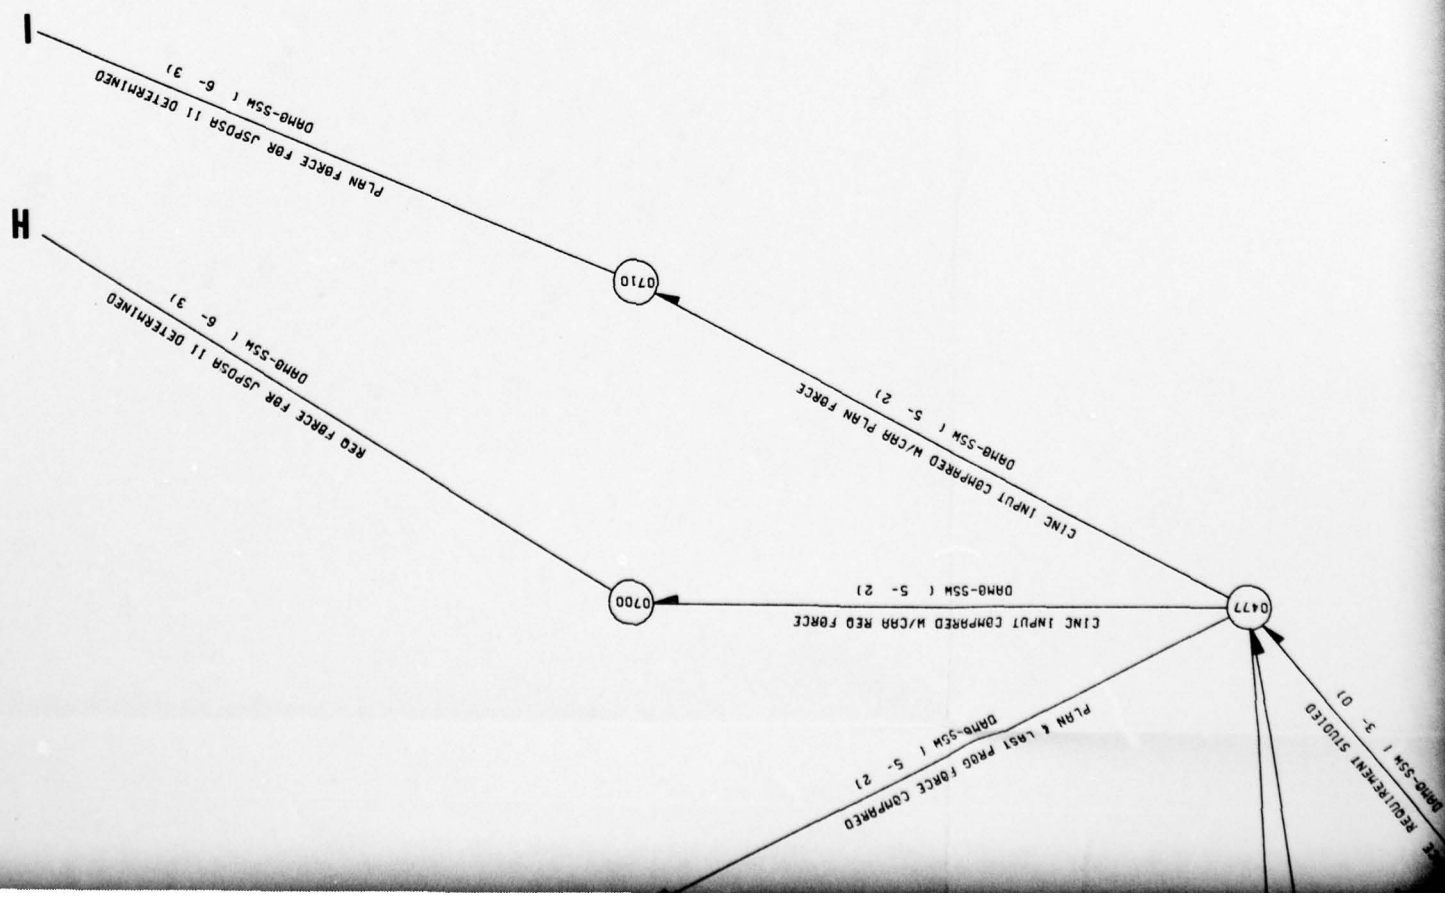 I
PLAN FORCE FOR JSPDSA II DETERMINED
DAMO-SSW ( 6- 3)
H
REQ FORCE FOR JSPDSA II DETERMINED
DAMO-SSW ( 6- 3)
0710
CINC INPUT COMPARED W/CAA PLAN FORCE
DAMO-SSW ( 5- 2)
0700
CINC INPUT COMPARED W/CAA REQ FORCE
DAMO-SSW ( 5- 2)
0477
PLAN & LAST PROG FORCE COMPARED
DAMO-SSW ( 5- 2)
REQUIREMENT STUDIED
DAMO-SSW ( 3- 0)